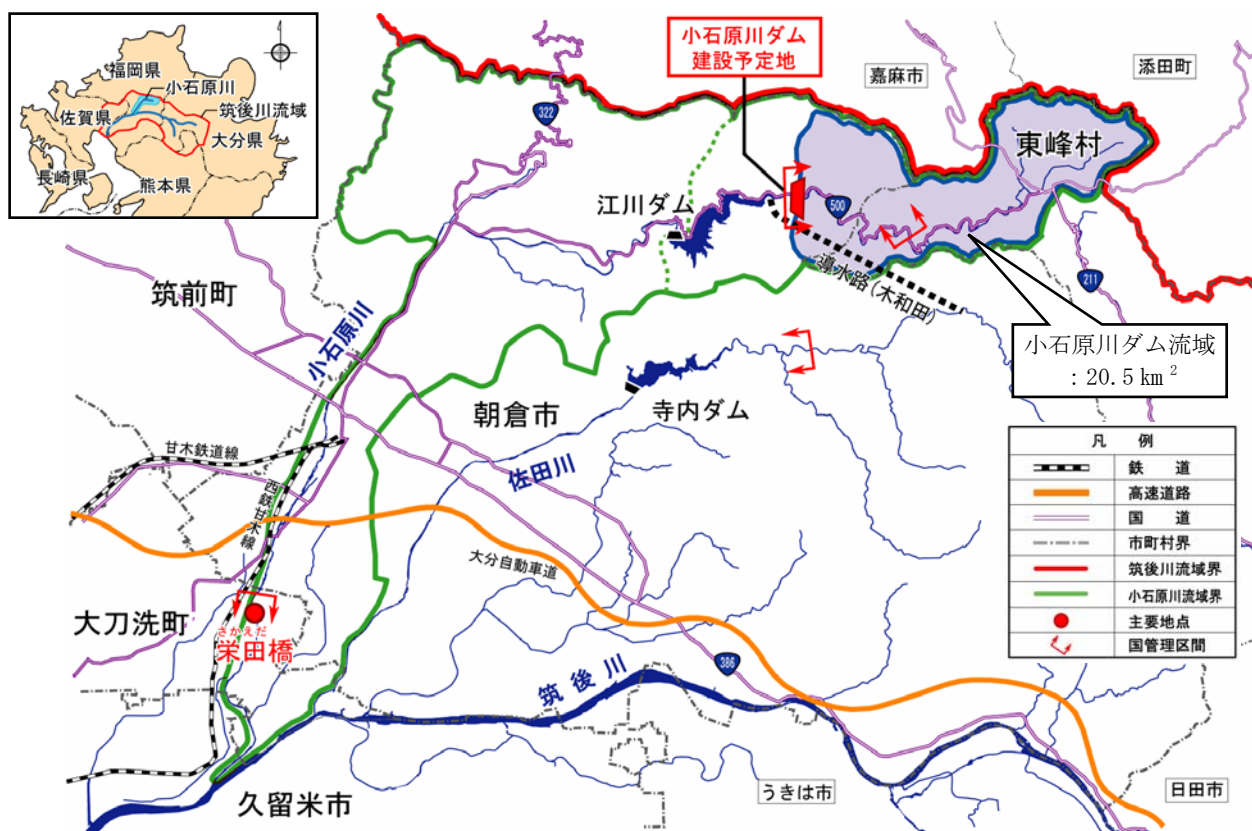 福岡県
小石原川
佐賀県
筑後川流域
大分県
長崎県
熊本県
小石原川ダム
建設予定地
嘉麻市
添田町
322
東峰村
江川ダム
500
導水路(木和田)
211
筑前町
小石原川
小石原川ダム流域
:20.5km²
朝倉市
寺内ダム
甘木鉄道線
佐田川
西鉄甘木線
大分自動車道
大刀洗町
さかえだ
栄田橋
386
筑後川
久留米市
うきは市
日田市
凡 例
鉄 道
高速道路
国 道
市町村界
筑後川流域界
小石原川流域界
主要地点
国管理区間